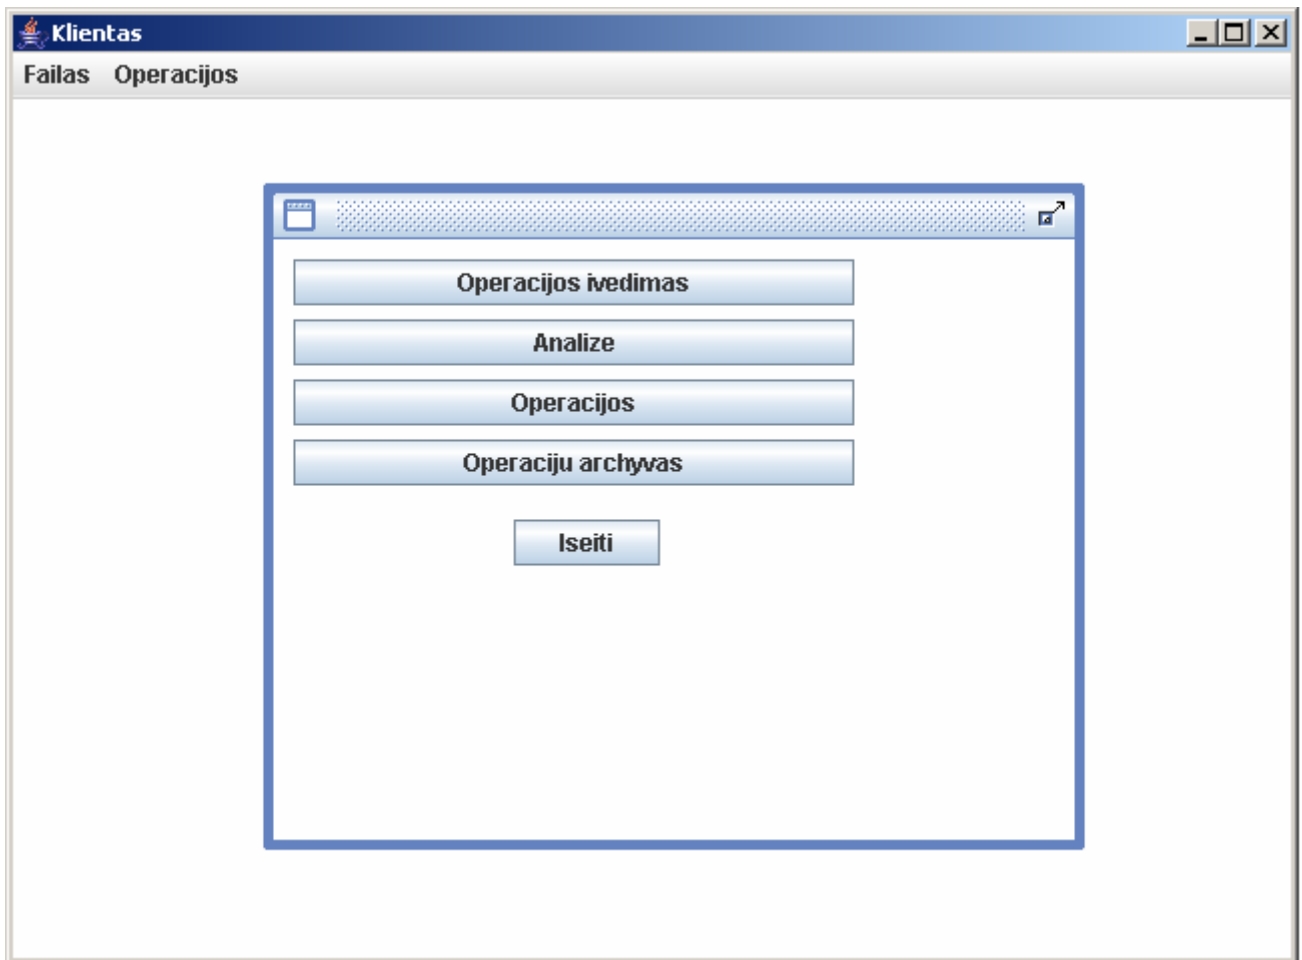 Klientas
Failas Operacijos
Operacijos ivedimas
Analize
Operacijos
Operaciju archyvas
Iseiti